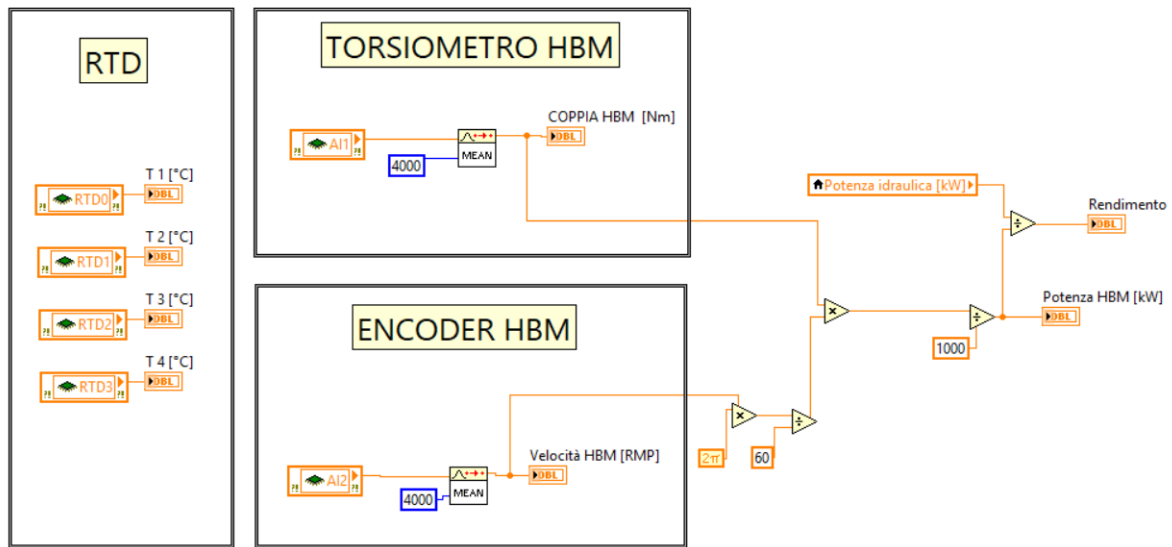 RTD
T 1 [°C]
RTD0
DBL
T 2 [°C]
RTD1
DBL
T 3 [°C]
RTD2
DBL
T 4 [°C]
RTD3
DBL
TORSIOMETRO HBM
COPPIA HBM [Nm]
AI1
MEAN
DBL
4000
ENCODER HBM
Velocità HBM [RMP]
AI2
MEAN
DBL
4000
2π
60
Potenza idraulica [kW]
Rendimento
DBL
Potenza HBM [kW]
DBL
1000